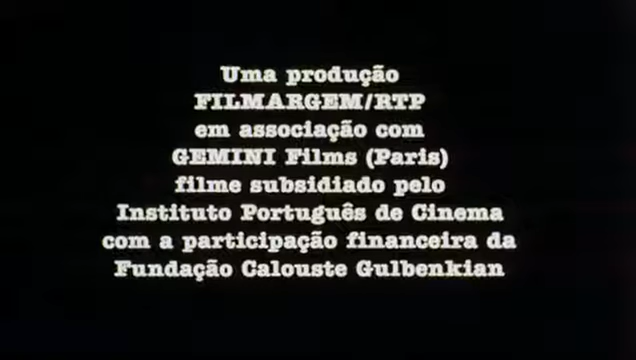 Uma produção
FILMARGEM/RTP
em associação com
GEMINI Films (Paris)
filme subsidiado pelo
Instituto Português de Cinema
com a participação financeira da
Fundação Calouste Gulbenkian